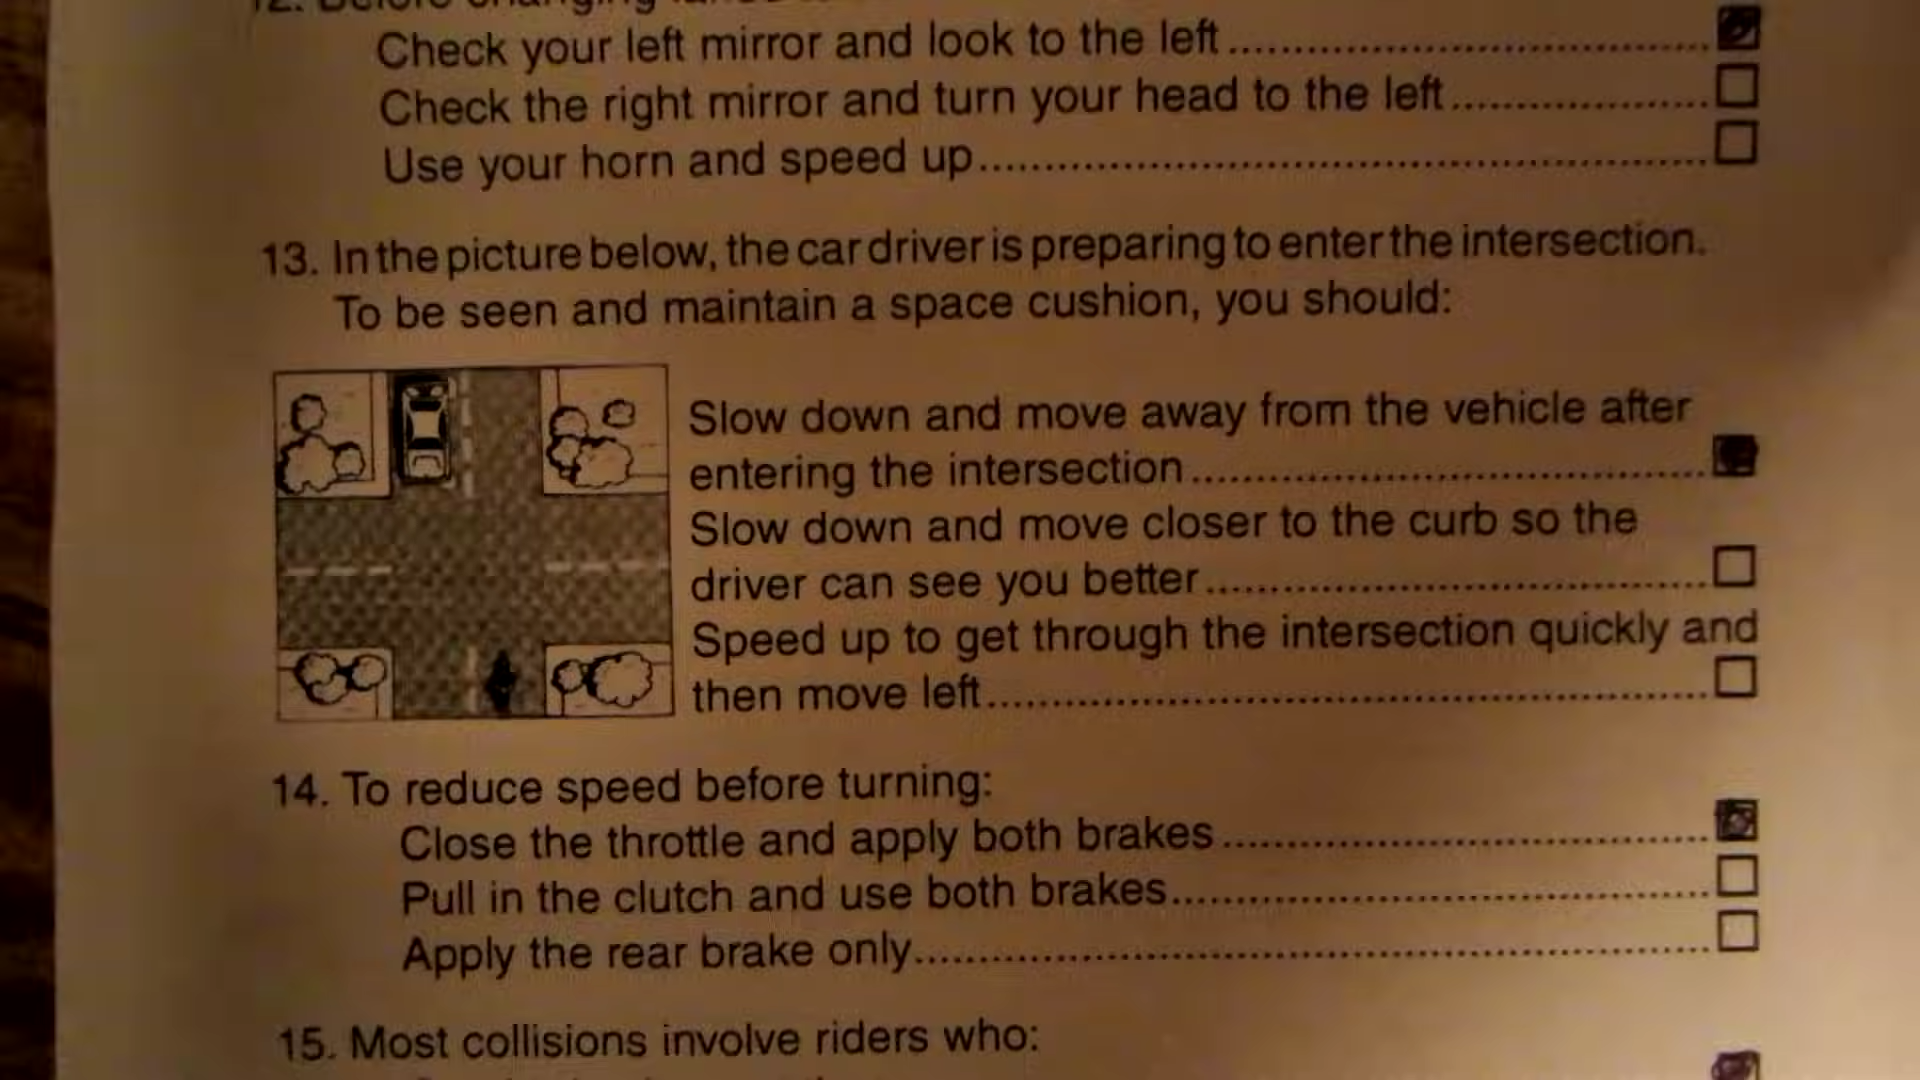 12. Before changing lanes
Check your left mirror and look to the left
Check the right mirror and turn your head to the left
Use your horn and speed up
13. In the picture below, the car driver is preparing to enter the intersection.
To be seen and maintain a space cushion, you should:
Slow down and move away from the vehicle after
entering the intersection
Slow down and move closer to the curb so the
driver can see you better
Speed up to get through the intersection quickly and
then move left
14. To reduce speed before turning:
Close the throttle and apply both brakes
Pull in the clutch and use both brakes
Apply the rear brake only
15. Most collisions involve riders who: